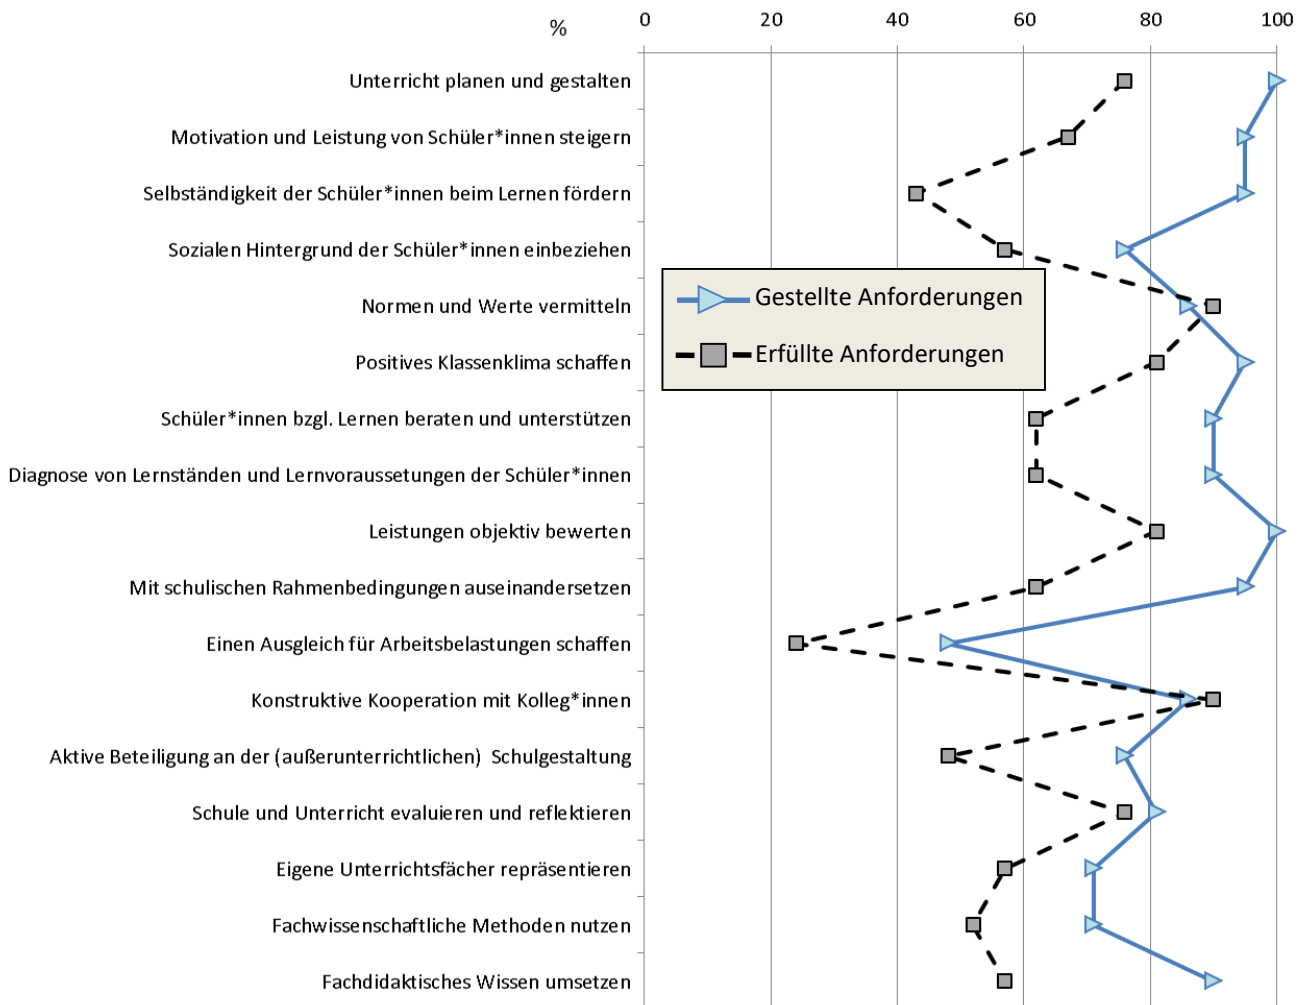 0 20 40 60 80 100
%
Unterricht planen und gestalten
Motivation und Leistung von Schüler*innen steigern
Selbständigkeit der Schüler*innen beim Lernen fördern
Sozialen Hintergrund der Schüler*innen einbeziehen
Normen und Werte vermitteln
Gestellte Anforderungen
Erfüllte Anforderungen
Positives Klassenklima schaffen
Schüler*innen bzgl. Lernen beraten und unterstützen
Diagnose von Lernständen und Lernvoraussetungen der Schüler*innen
Leistungen objektiv bewerten
Mit schulischen Rahmenbedingungen auseinandersetzen
Einen Ausgleich für Arbeitsbelastungen schaffen
Konstruktive Kooperation mit Kolleg*innen
Aktive Beteiligung an der (außerunterrichtlichen) Schulgestaltung
Schule und Unterricht evaluieren und reflektieren
Eigene Unterrichtsfächer repräsentieren
Fachwissenschaftliche Methoden nutzen
Fachdidaktisches Wissen umsetzen